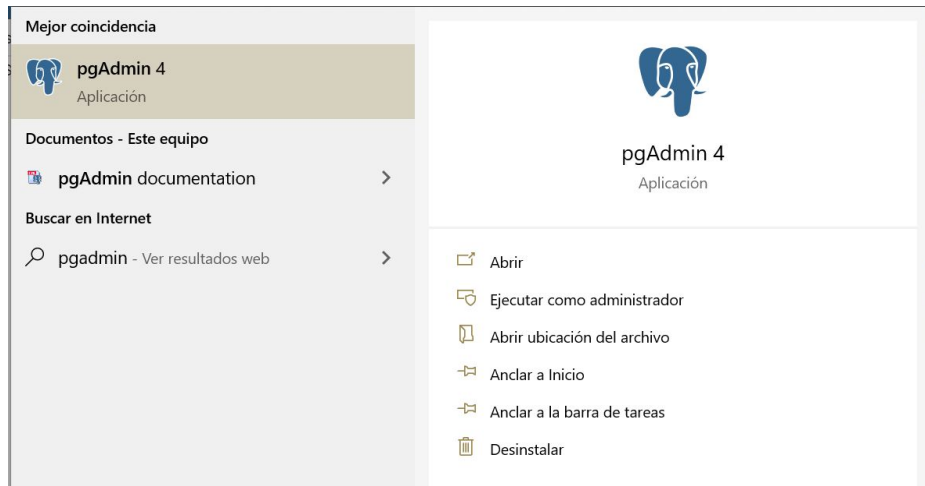 Mejor coincidencia
pgAdmin 4
Aplicación
Documentos - Este equipo
pgAdmin documentation
Buscar en Internet
pgadmin - Ver resultados web
pgAdmin 4
Aplicación
Abrir
Ejecutar como administrador
Abrir ubicación del archivo
Anclar a Inicio
Anclar a la barra de tareas
Desinstalar